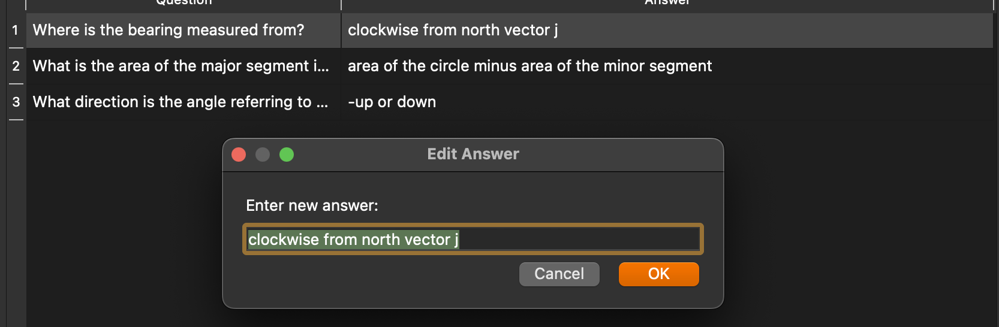 Question Answer
1 Where is the bearing measured from? clockwise from north vector j
2 What is the area of the major segment i... area of the circle minus area of the minor segment
3 What direction is the angle referring to ... -up or down
Edit Answer
Enter new answer:
clockwise from north vector j
Cancel OK